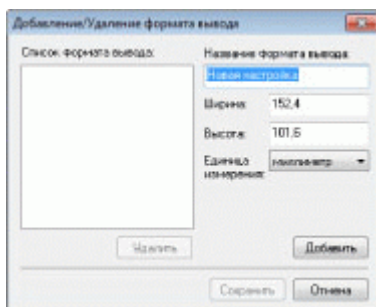 Добавление/Удаление формата вывода
Список формата вывода:
Название формата вывода:
Новая настройка
Ширина: 152,4
Высота: 101,6
Единица измерения: миллиметр
Удалить
Добавить
Сохранить
Отмена